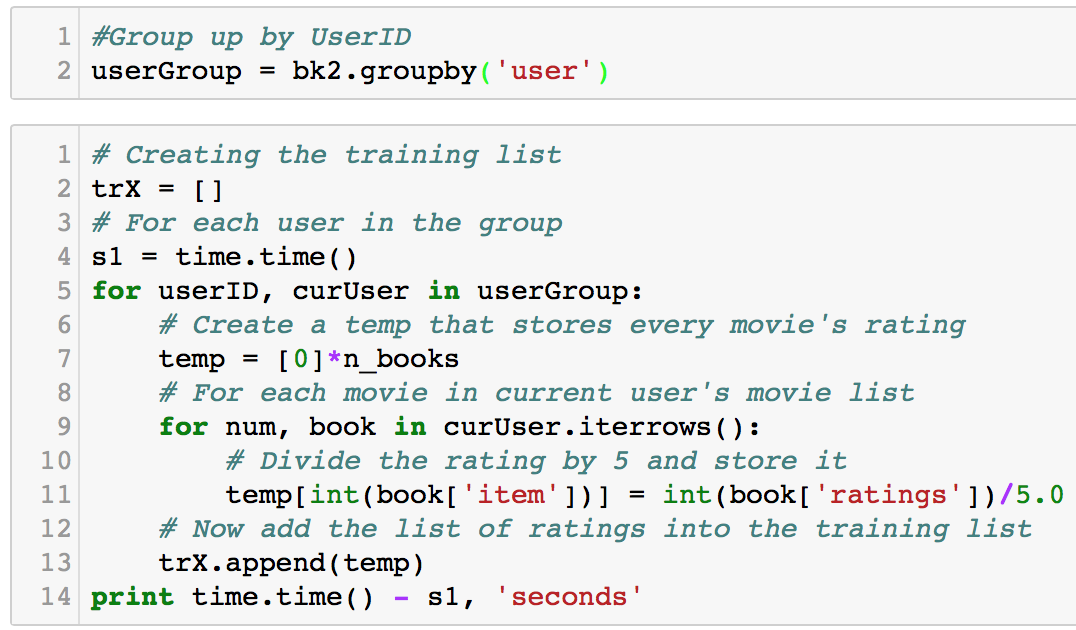 1 #Group up by UserID
2 userGroup = bk2.groupby('user')
1 # Creating the training list
2 trX = []
3 # For each user in the group
4 s1 = time.time()
5 for userID, curUser in userGroup:
6     # Create a temp that stores every movie's rating
7     temp = [0]*n_books
8     # For each movie in current user's movie list
9     for num, book in curUser.iterrows():
10         # Divide the rating by 5 and store it
11         temp[int(book['item'])] = int(book['ratings'])/5.0
12     # Now add the list of ratings into the training list
13     trX.append(temp)
14 print time.time() - s1, 'seconds'